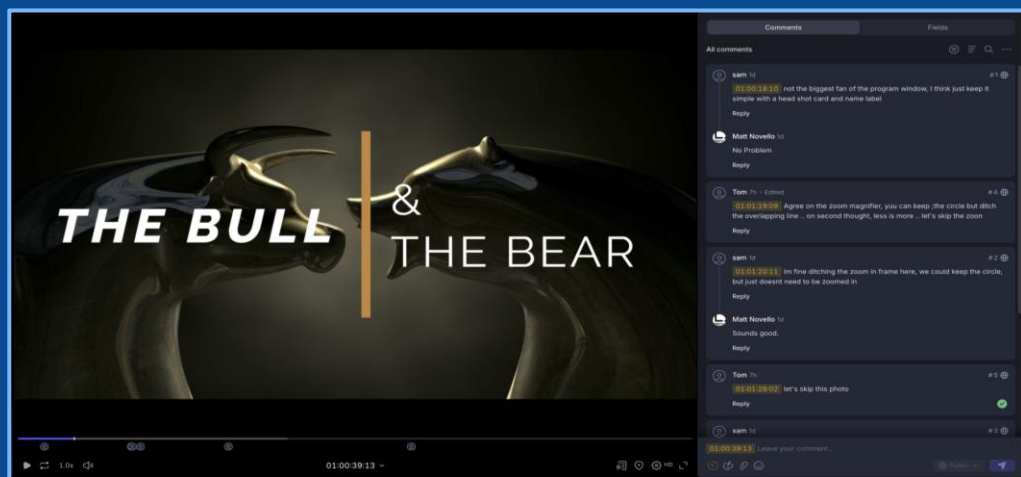 THE BULL
&
THE BEAR
01:00:39:13
1.0x
HD
Comments
Fields
All comments
sam 1d
#1
01:00:18:10 not the biggest fan of the program window, I think just keep it
simple with a head shot card and name label
Reply
Matt Novello 1d
No Problem
Reply
Tom 7h • Edited
#4
01:01:19:09 Agree on the zoom magnifier, yuu can keep ;the circle but ditch
the overlapping line .. on second thought, less is more .. let's skip the zoon
Reply
sam 1d
#2
01:01:20:11 Im fine ditching the zoom in frame here, we could keep the circle,
but just doesnt need to be zoomed in
Reply
Matt Novello 1d
Sounds good.
Reply
Tom 7h
#5
01:01:26:02 let's skip this photo
Reply
sam 1d
#3
01:00:39:13 Leave your comment...
Public